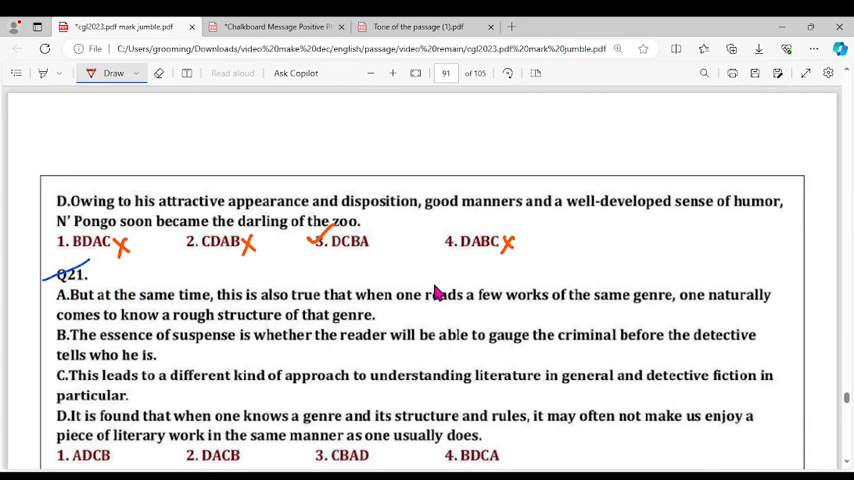 *cgl2023.pdf mark jumble.pdf
*Chalkboard Message Positive P
Tone of the passage (1).pdf
File
C:/Users/grooming/Downloads/video%20make%20dec/english/passage/video%20remain/cgl2023.pdf%20mark%20jumble.pdf
Draw
Read aloud
Ask Copilot
91 of 105
D.Owing to his attractive appearance and disposition, good manners and a well-developed sense of humor,
N’ Pongo soon became the darling of the zoo.
1. BDAC 2. CDAB 3. DCBA 4. DABC
Q21.
A.But at the same time, this is also true that when one reads a few works of the same genre, one naturally
comes to know a rough structure of that genre.
B.The essence of suspense is whether the reader will be able to gauge the criminal before the detective
tells who he is.
C.This leads to a different kind of approach to understanding literature in general and detective fiction in
particular.
D.It is found that when one knows a genre and its structure and rules, it may often not make us enjoy a
piece of literary work in the same manner as one usually does.
1. ADCB 2. DACB 3. CBAD 4. BDCA